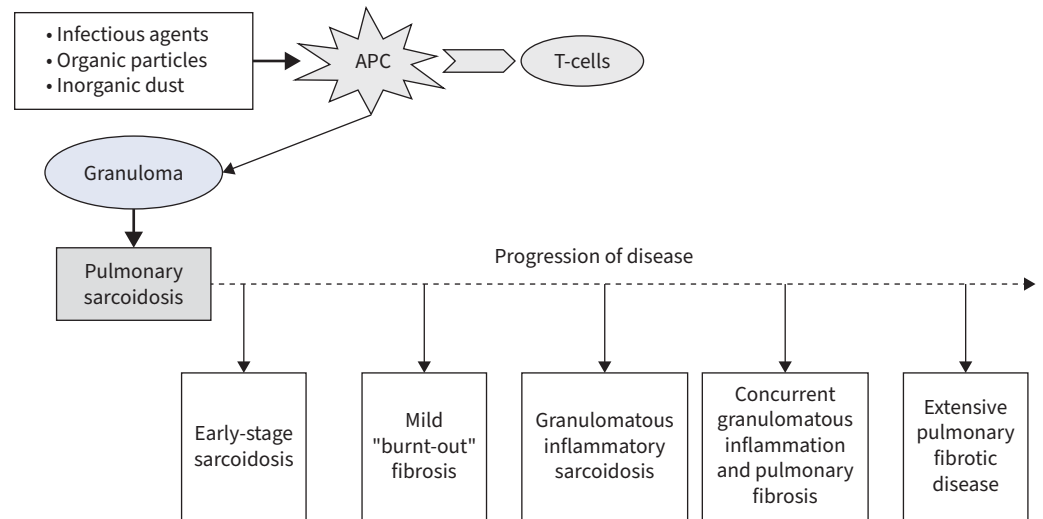 • Infectious agents
• Organic particles
• Inorganic dust
APC
T-cells
Granuloma
Pulmonary
sarcoidosis
Progression of disease
Early-stage
sarcoidosis
Mild
"burnt-out"
fibrosis
Granulomatous
inflammatory
sarcoidosis
Concurrent
granulomatous
inflammation
and pulmonary
fibrosis
Extensive
pulmonary
fibrotic
disease